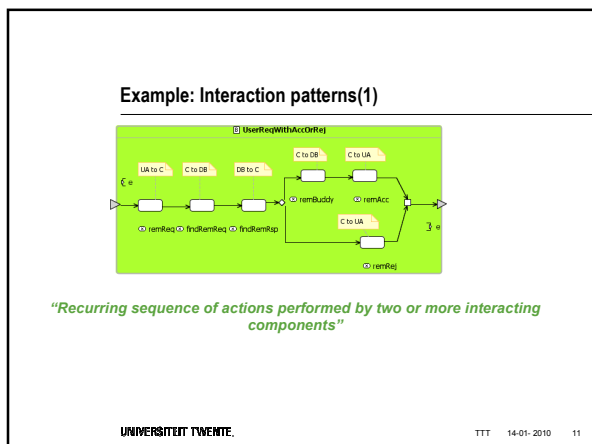 Example: Interaction patterns(1)
B UserReqWithAccOrRej
C to DB
C to UA
UA to C
C to DB
DB to C
e
remBuddy
remAcc
C to UA
remReq
findRemReq
findRemRsp
e
remRej
“Recurring sequence of actions performed by two or more interacting
components”
UNIVERSITEIT TWENTE.
TTT 14-01- 2010 11